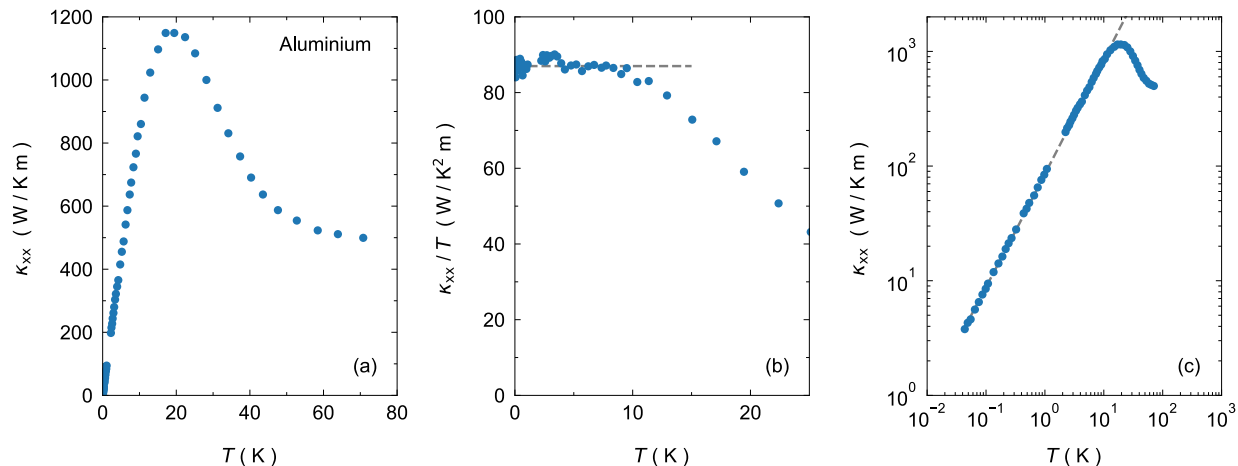 1200
1000
800
600
400
200
0
0 20 40 60 80
κxx ( W / K m )
T ( K )
Aluminium
(a)
100
80
60
40
20
0
0 10 20
κxx / T ( W / K² m )
T ( K )
(b)
10³
10²
10¹
10⁰
10⁻² 10⁻¹ 10⁰ 10¹ 10² 10³
κxx ( W / K m )
T ( K )
(c)